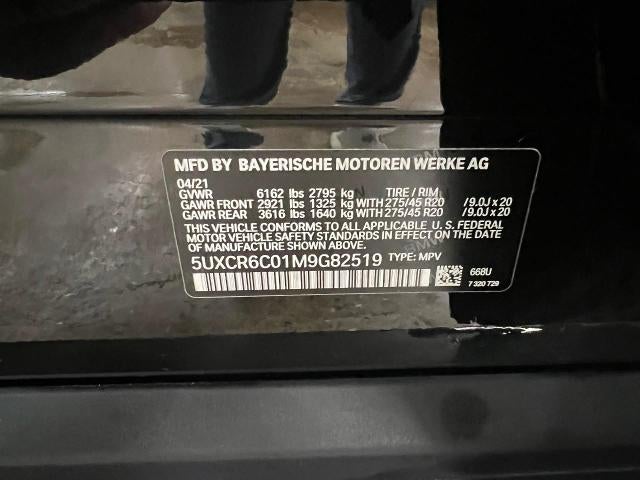 MFD BY BAYERISCHE MOTOREN WERKE AG
04/21
GVWR 6162 lbs 2795 kg TIRE / RIM
GAWR FRONT 2921 lbs 1325 kg WITH 275/45 R20 /9.0J x 20
GAWR REAR 3616 lbs 1640 kg WITH 275/45 R20 /9.0J x 20
THIS VEHICLE CONFORMS TO ALL APPLICABLE U.S. FEDERAL
MOTOR VEHICLE SAFETY STANDARDS IN EFFECT ON THE DATE
OF MANUFACTURE SHOWN ABOVE.
5UXCR6C01M9G82519 TYPE: MPV
668U
7 320 729